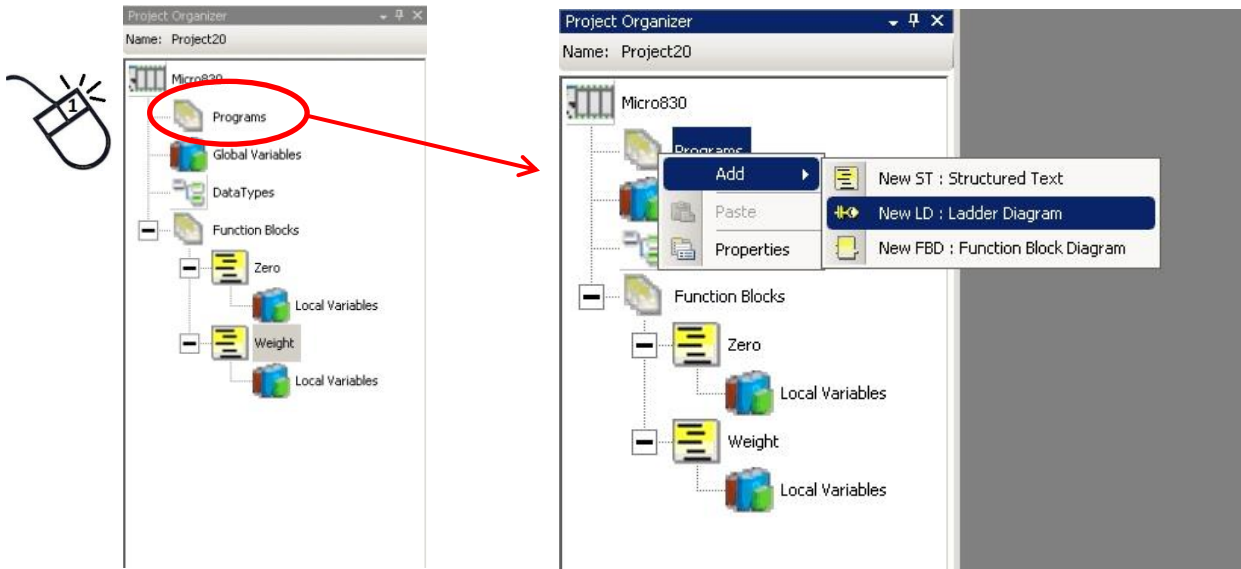 Project Organizer
Name: Project20
Micro830
Programs
Global Variables
DataTypes
Function Blocks
Zero
Local Variables
Weight
Local Variables
1
Project Organizer
Name: Project20
Micro830
Programs
Add
Paste
Properties
New ST : Structured Text
New LD : Ladder Diagram
New FBD : Function Block Diagram
Function Blocks
Zero
Local Variables
Weight
Local Variables